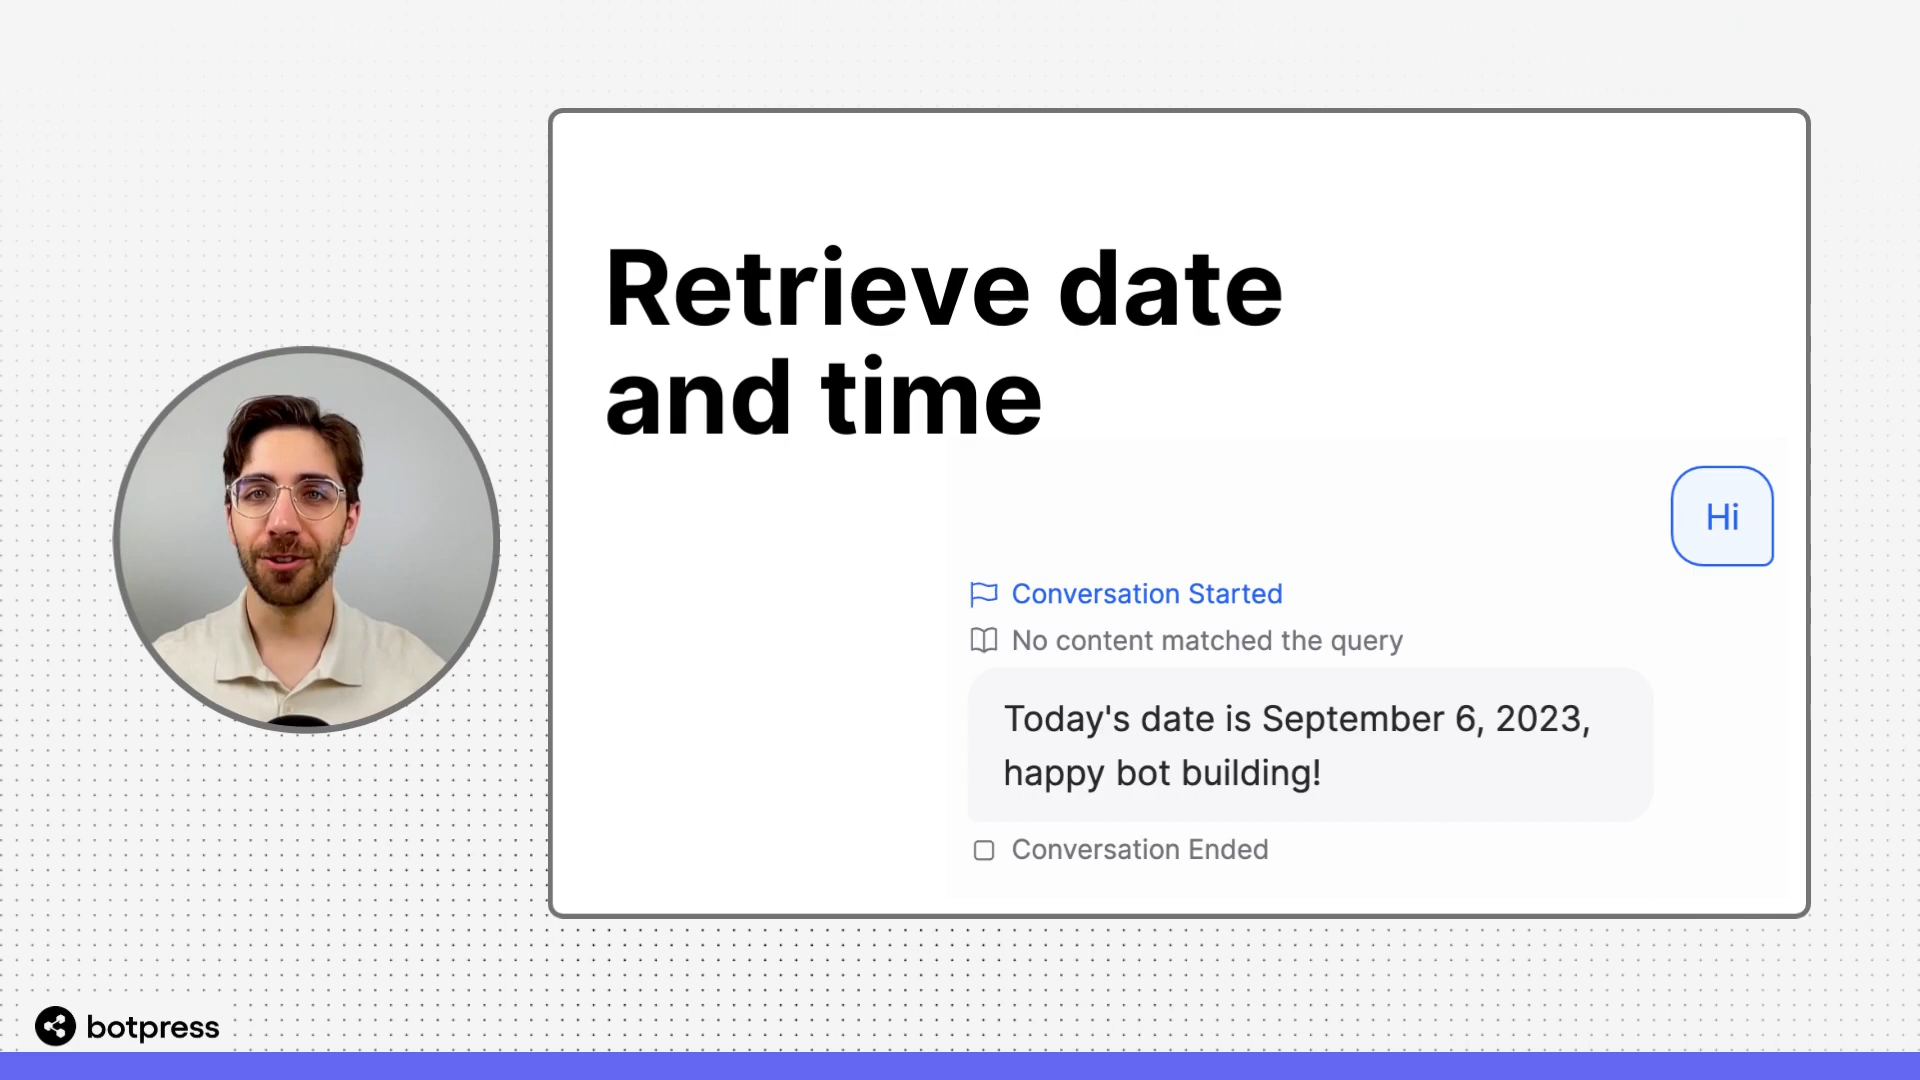 Retrieve date
and time
Hi
Conversation Started
No content matched the query
Today's date is September 6, 2023,
happy bot building!
Conversation Ended
botpress